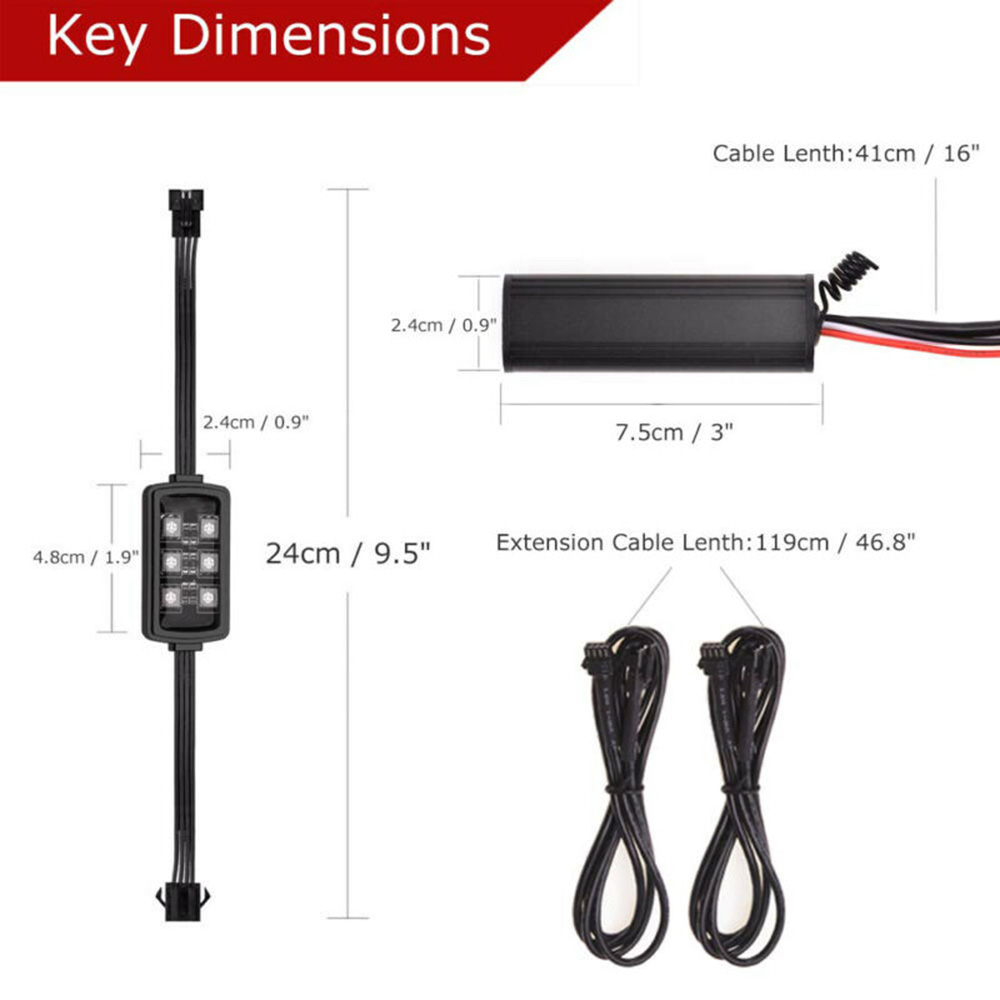 Key Dimensions
Cable Lenth:41cm / 16"
2.4cm / 0.9"
7.5cm / 3"
2.4cm / 0.9"
4.8cm / 1.9"
24cm / 9.5"
Extension Cable Lenth:119cm / 46.8"